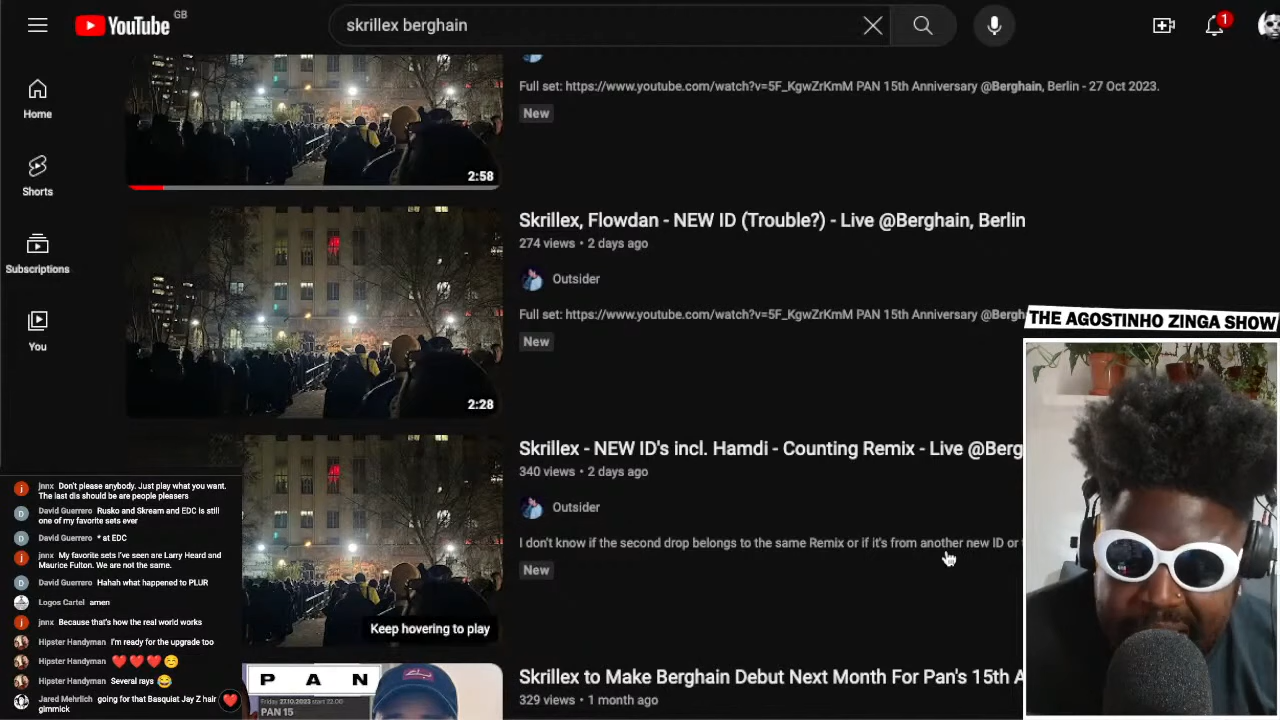 YouTube GB
skrillex berghain
1
Home
Shorts
Subscriptions
You
Full set: https://www.youtube.com/watch?v=5F_KgwZrKmM PAN 15th Anniversary @Berghain, Berlin - 27 Oct 2023.
New
2:58
Skrillex, Flowdan - NEW ID (Trouble?) - Live @Berghain, Berlin
274 views • 2 days ago
Outsider
Full set: https://www.youtube.com/watch?v=5F_KgwZrKmM PAN 15th Anniversary @Bergh
New
2:28
THE AGOSTINHO ZINGA SHOW
Skrillex - NEW ID's incl. Hamdi - Counting Remix - Live @Berg
340 views • 2 days ago
Outsider
I don't know if the second drop belongs to the same Remix or if it's from another new ID or
New
Keep hovering to play
Skrillex to Make Berghain Debut Next Month For Pan's 15th A
329 views • 1 month ago
P A N
Friday 27.10.2023 start 22.00
PAN 15
jnnx Don't please anybody. Just play what you want.
The last dis should be are people pleasers
David Guerrero Rusko and Skream and EDC is still
one of my favorite sets ever
David Guerrero * at EDC
jnnx My favorite sets I've seen are Larry Heard and
Maurice Fulton. We are not the same.
David Guerrero Hahah what happened to PLUR
Logos Cartel amen
jnnx Because that's how the real world works
Hipster Handyman I'm ready for the upgrade too
Hipster Handyman ❤️❤️❤️😊
Hipster Handyman Several rays 😂
Jared Mehrlich going for that Basquiat Jay Z hair
gimmick